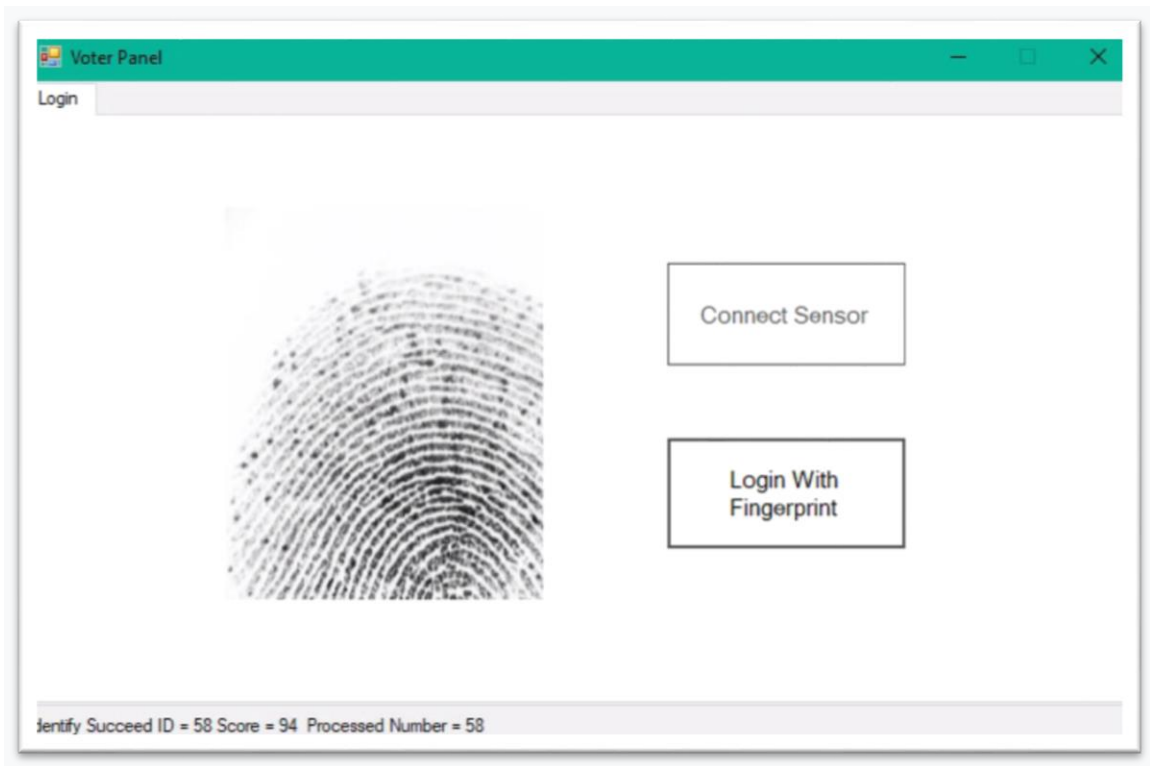 Voter Panel
Login
Connect Sensor
Login With
Fingerprint
dentify Succeed ID = 58 Score = 94 Processed Number = 58